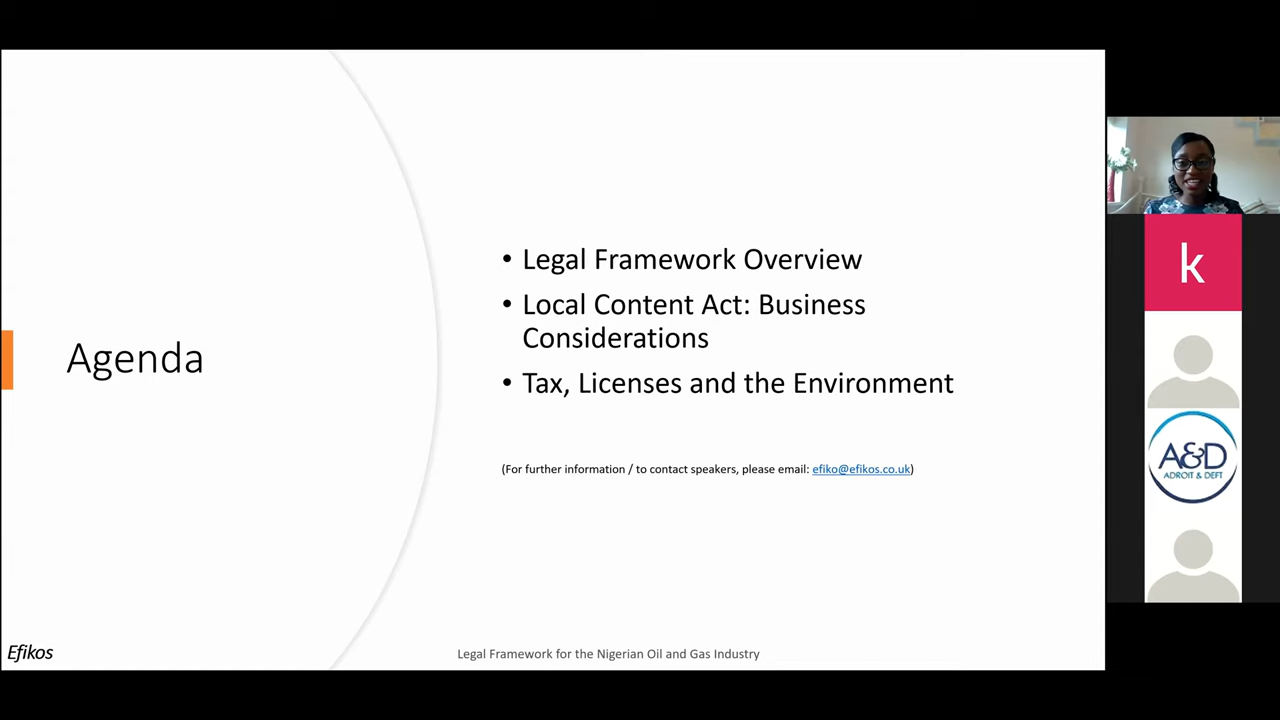 Agenda
• Legal Framework Overview
• Local Content Act: Business
Considerations
• Tax, Licenses and the Environment
(For further information / to contact speakers, please email: efiko@efikos.co.uk)
Efikos
Legal Framework for the Nigerian Oil and Gas Industry
k
A&D
ADROIT & DEFT